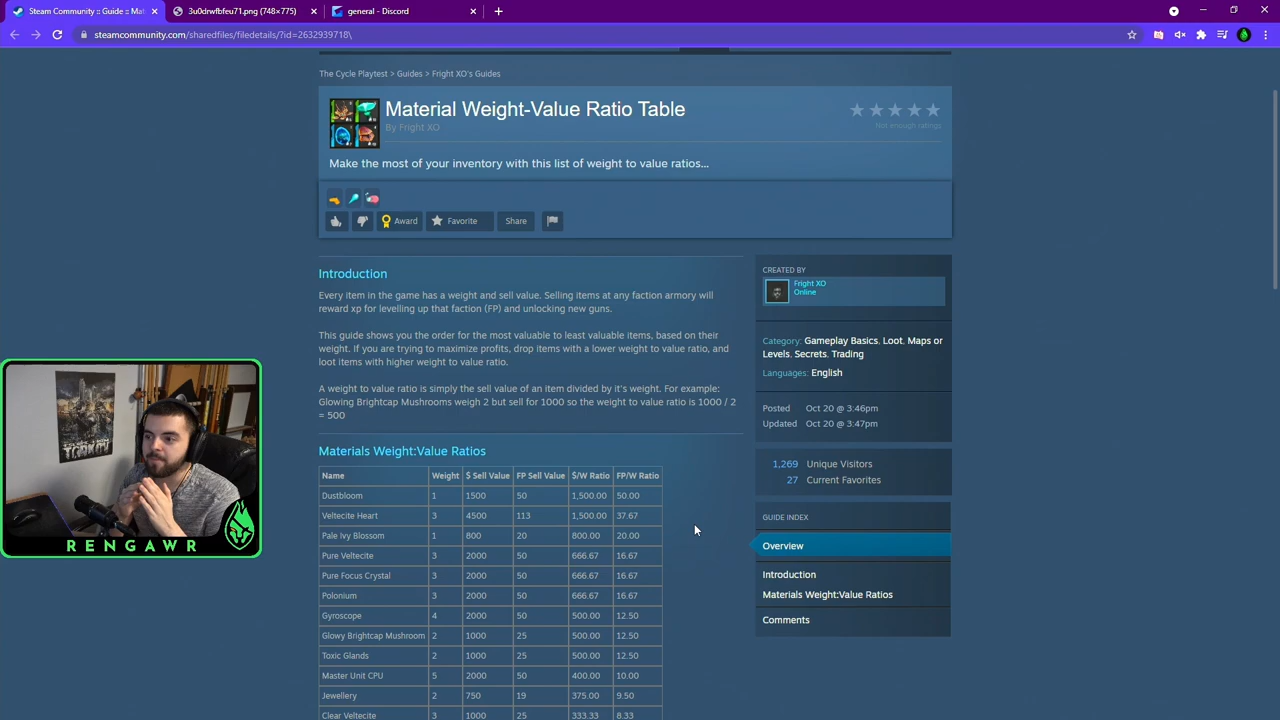 Steam Community :: Guide :: Mat
3u0drwfbfeu71.png (748×775)
general - Discord
steamcommunity.com/sharedfiles/filedetails/?id=2632939718\
The Cycle Playtest > Guides > Fright XO's Guides
Material Weight-Value Ratio Table
By Fright XO
Not enough ratings
Make the most of your inventory with this list of weight to value ratios...
Award
Favorite
Share
Introduction
Every item in the game has a weight and sell value. Selling items at any faction armory will
reward xp for levelling up that faction (FP) and unlocking new guns.
This guide shows you the order for the most valuable to least valuable items, based on their
weight. If you are trying to maximize profits, drop items with a lower weight to value ratio, and
loot items with higher weight to value ratio.
A weight to value ratio is simply the sell value of an item divided by it's weight. For example:
Glowing Brightcap Mushrooms weigh 2 but sell for 1000 so the weight to value ratio is 1000 / 2
= 500
Materials Weight:Value Ratios
Name Weight $ Sell Value FP Sell Value $/W Ratio FP/W Ratio
Dustbloom 1 1500 50 1,500.00 50.00
Veltecite Heart 3 4500 113 1,500.00 37.67
Pale Ivy Blossom 1 800 20 800.00 20.00
Pure Veltecite 3 2000 50 666.67 16.67
Pure Focus Crystal 3 2000 50 666.67 16.67
Polonium 3 2000 50 666.67 16.67
Gyroscope 4 2000 50 500.00 12.50
Glowy Brightcap Mushroom 2 1000 25 500.00 12.50
Toxic Glands 2 1000 25 500.00 12.50
Master Unit CPU 5 2000 50 400.00 10.00
Jewellery 2 750 19 375.00 9.50
Clear Veltecite 3 1000 25 333.33 8.33
CREATED BY
Fright XO
Online
Category: Gameplay Basics, Loot, Maps or
Levels, Secrets, Trading
Languages: English
Posted Oct 20 @ 3:46pm
Updated Oct 20 @ 3:47pm
1,269 Unique Visitors
27 Current Favorites
GUIDE INDEX
Overview
Introduction
Materials Weight:Value Ratios
Comments
TARKOV
RENGAWR